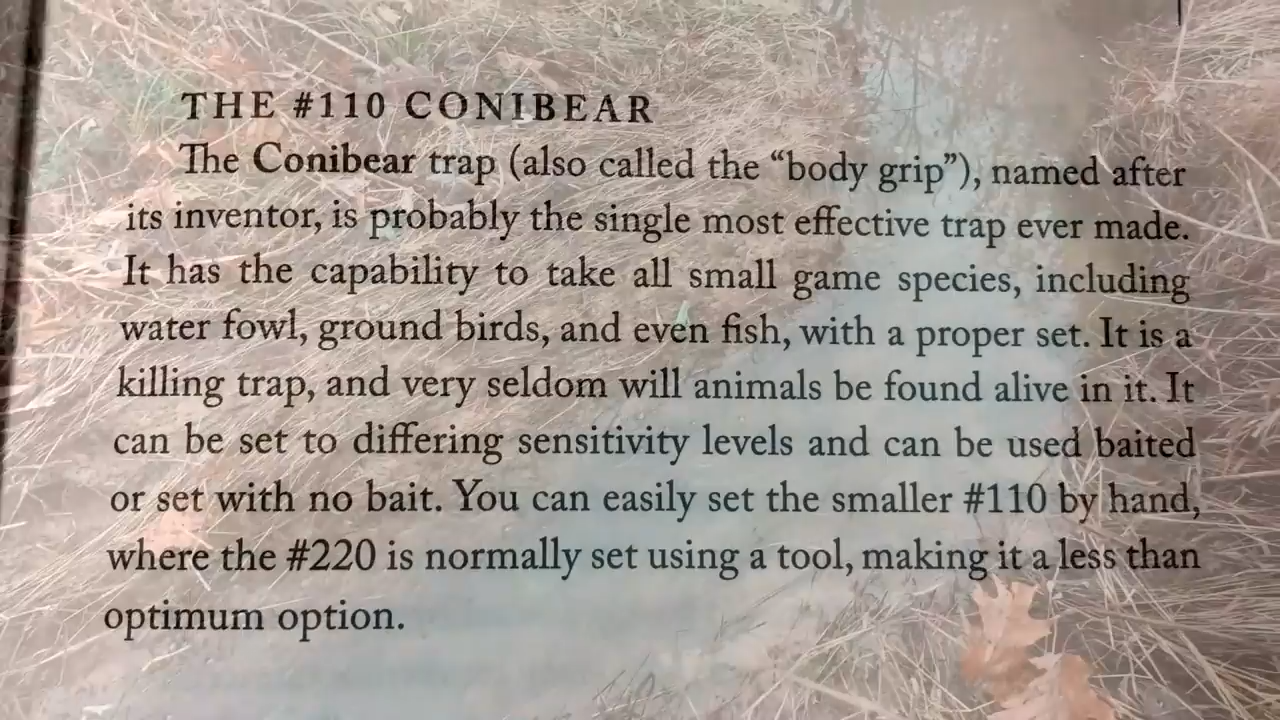 THE #110 CONIBEAR
The Conibear trap (also called the “body grip”), named after
its inventor, is probably the single most effective trap ever made.
It has the capability to take all small game species, including
water fowl, ground birds, and even fish, with a proper set. It is a
killing trap, and very seldom will animals be found alive in it. It
can be set to differing sensitivity levels and can be used baited
or set with no bait. You can easily set the smaller #110 by hand,
where the #220 is normally set using a tool, making it a less than
optimum option.